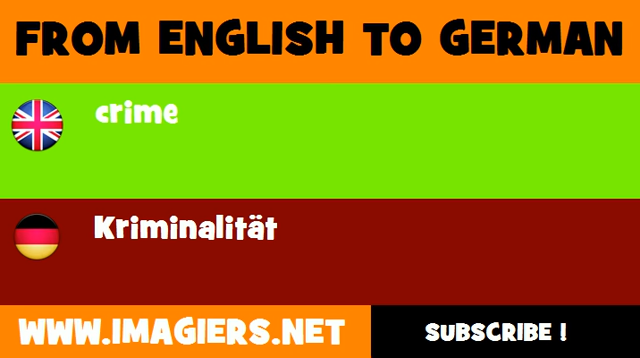 FROM ENGLISH TO GERMAN
crime
Kriminalität
WWW.IMAGIERS.NET
SUBSCRIBE !